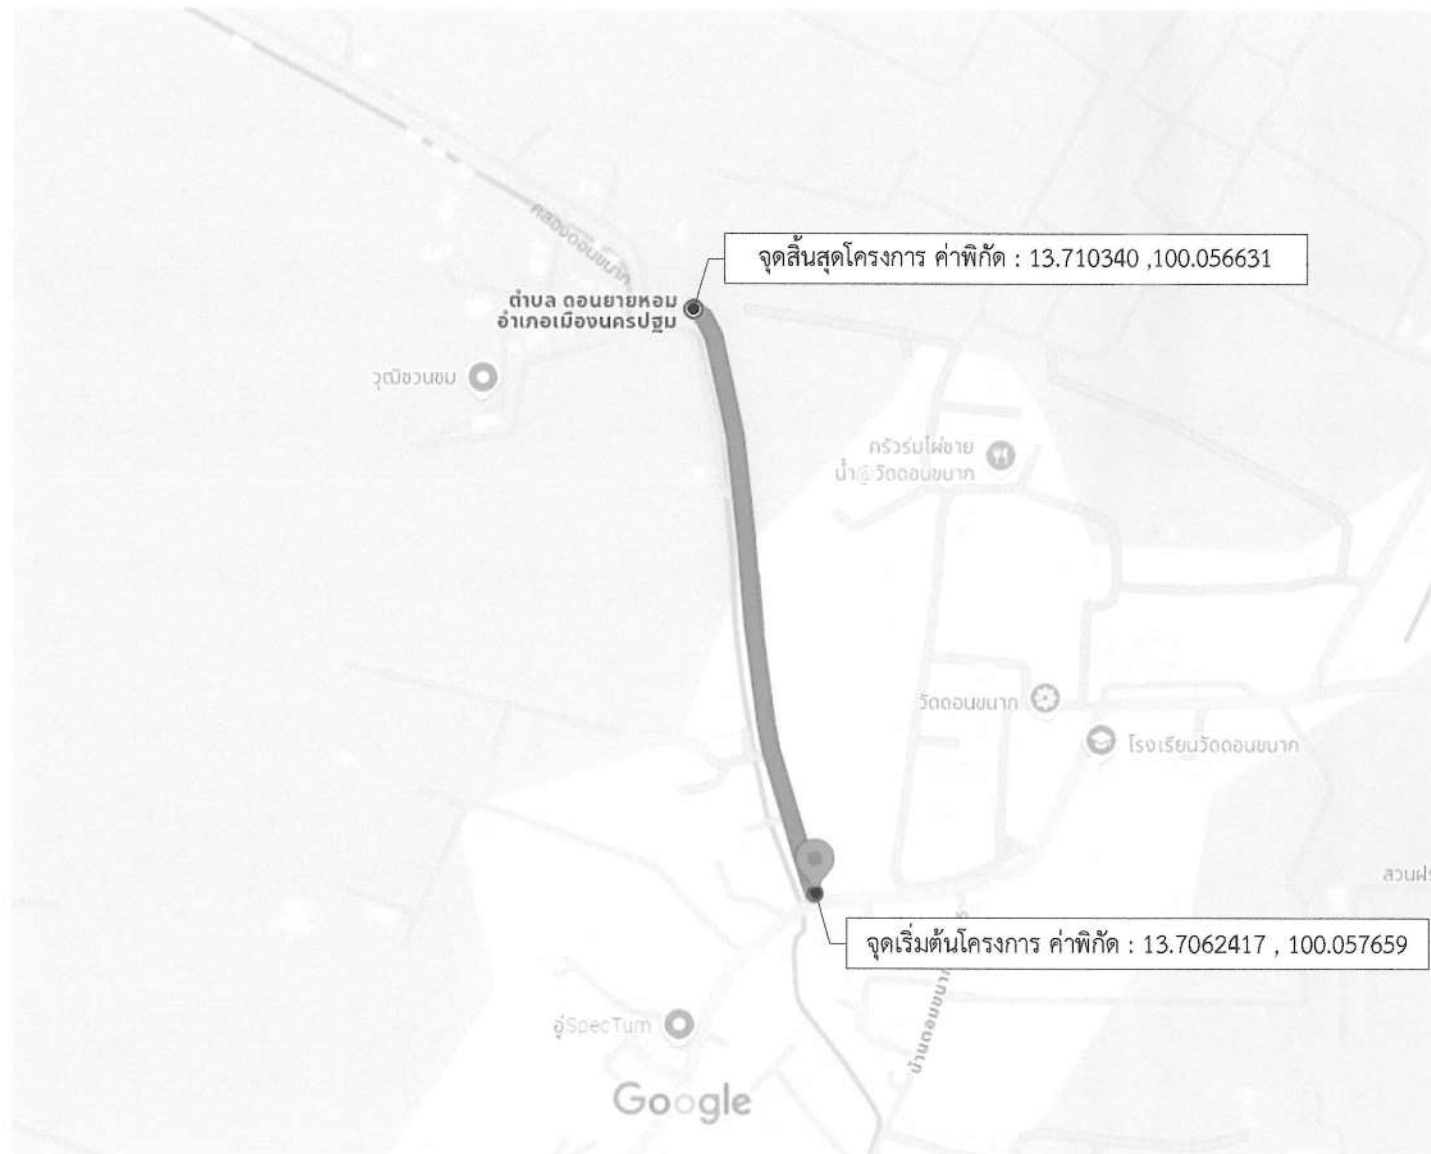 คลองดอนขนาก
จุดสิ้นสุดโครงการ ค่าพิกัด : 13.710340 ,100.056631
ตำบล ดอนยายหอม
อำเภอเมืองนครปฐม
วุฒิชวนชม
ครัวร่มไผ่ชาย
น้ำ@วัดดอนขนาก
วัดดอนขนาก
โรงเรียนวัดดอนขนาก
จุดเริ่มต้นโครงการ ค่าพิกัด : 13.7062417 , 100.057659
อู่SpecTum
Google